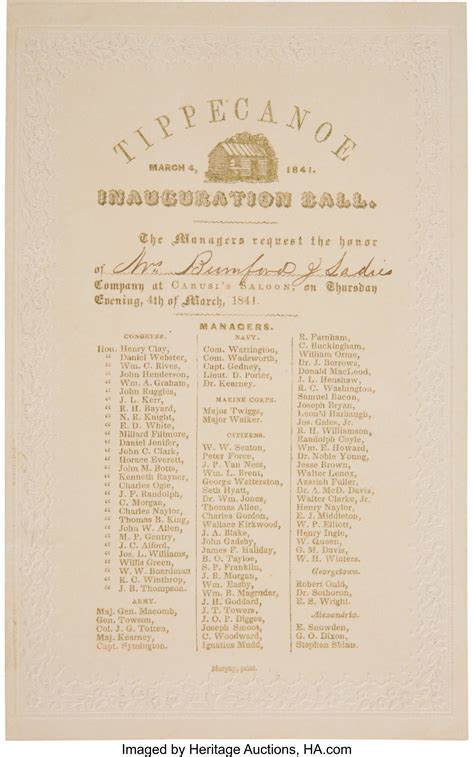 TIPPECANOE
MARCH 4, 1841.
INAUGURATION BALL.
The Managers request the honor
of Mrs Bumford & Ladies
Company at CARUSI'S SALOON, on Thursday
Evening, 4th of March, 1841.
MANAGERS.
CONGRESS.
Hon. Henry Clay,
" Daniel Webster,
" Wm. C. Rives,
" John Henderson,
" Wm. A. Graham,
" John Ruggles,
" J. L. Kerr,
" R. H. Bayard,
" N. R. Knight,
" E. D. White,
" Millard Fillmore,
" Daniel Jenifer,
" John C. Clark,
" Horace Everett,
" John M. Botts,
" Kenneth Rayner,
" Charles Ogle,
" J. F. Randolph,
" C. Morgan,
" Charles Naylor,
" Thomas B. King,
" John W. Allen,
" M. P. Gentry,
" J. C. Alford,
" Jos. L. Williams,
" Willis Green,
" W. W. Boardman
" R. C. Winthrop,
" J. B. Thompson.
ARMY.
Maj. Gen. Macomb,
Gen. Towson,
Col. J. G. Totten,
Maj. Kearney,
Capt. Symington.
NAVY.
Com. Warrington,
Com. Wadsworth,
Capt. Gedney,
Lieut. D. Porter,
Dr. Kearney.
MARINE CORPS.
Major Twiggs,
Major Walker.
CITIZENS.
W. W. Seaton,
Peter Force,
J. P. Van Ness,
Wm. L. Brent,
George Watterston,
Seth Hyatt,
Dr. Wm. Jones,
Thomas Allen,
Charles Gordon,
Wallace Kirkwood,
J. A. Blake,
John Gadsby,
James F. Haliday,
B. O. Tayloe,
S. P. Franklin,
J. B. Morgan,
Wm. Easby,
Wm. B. Magruder,
J. H. Goddard,
J. T. Towers,
J. O. P. Digges,
Joseph Smoot,
C. Woodward,
Ignatius Mudd,
R. Farnham,
C. Buckingham,
William Orme,
Dr. J. Borrows,
Donald MacLeod,
J. L. Henshaw,
R. C. Washington,
Samuel Bacon,
Joseph Bryan,
Leon'd Harbaugh,
Jos. Gales, Jr.
R. H. Williamson,
Randolph Coyle,
Wm. E. Howard,
Dr. Noble Young,
Jesse Brown,
Walter Lenox,
Azariah Fuller,
Dr. A. McD. Davis,
Walter Clarke, Jr.
Henry Naylor,
E. J. Middleton,
W. P. Elliott,
Henry Ingle,
W. Queen,
G. M. Davis,
W. H. Winters.
Georgetown.
Robert Ould,
Dr. Sothoron,
E. S. Wright.
Alexandria.
E. Snowden,
G. O. Dixon,
Stephen Shinn.
Murphy, print.
Imaged by Heritage Auctions, HA.com